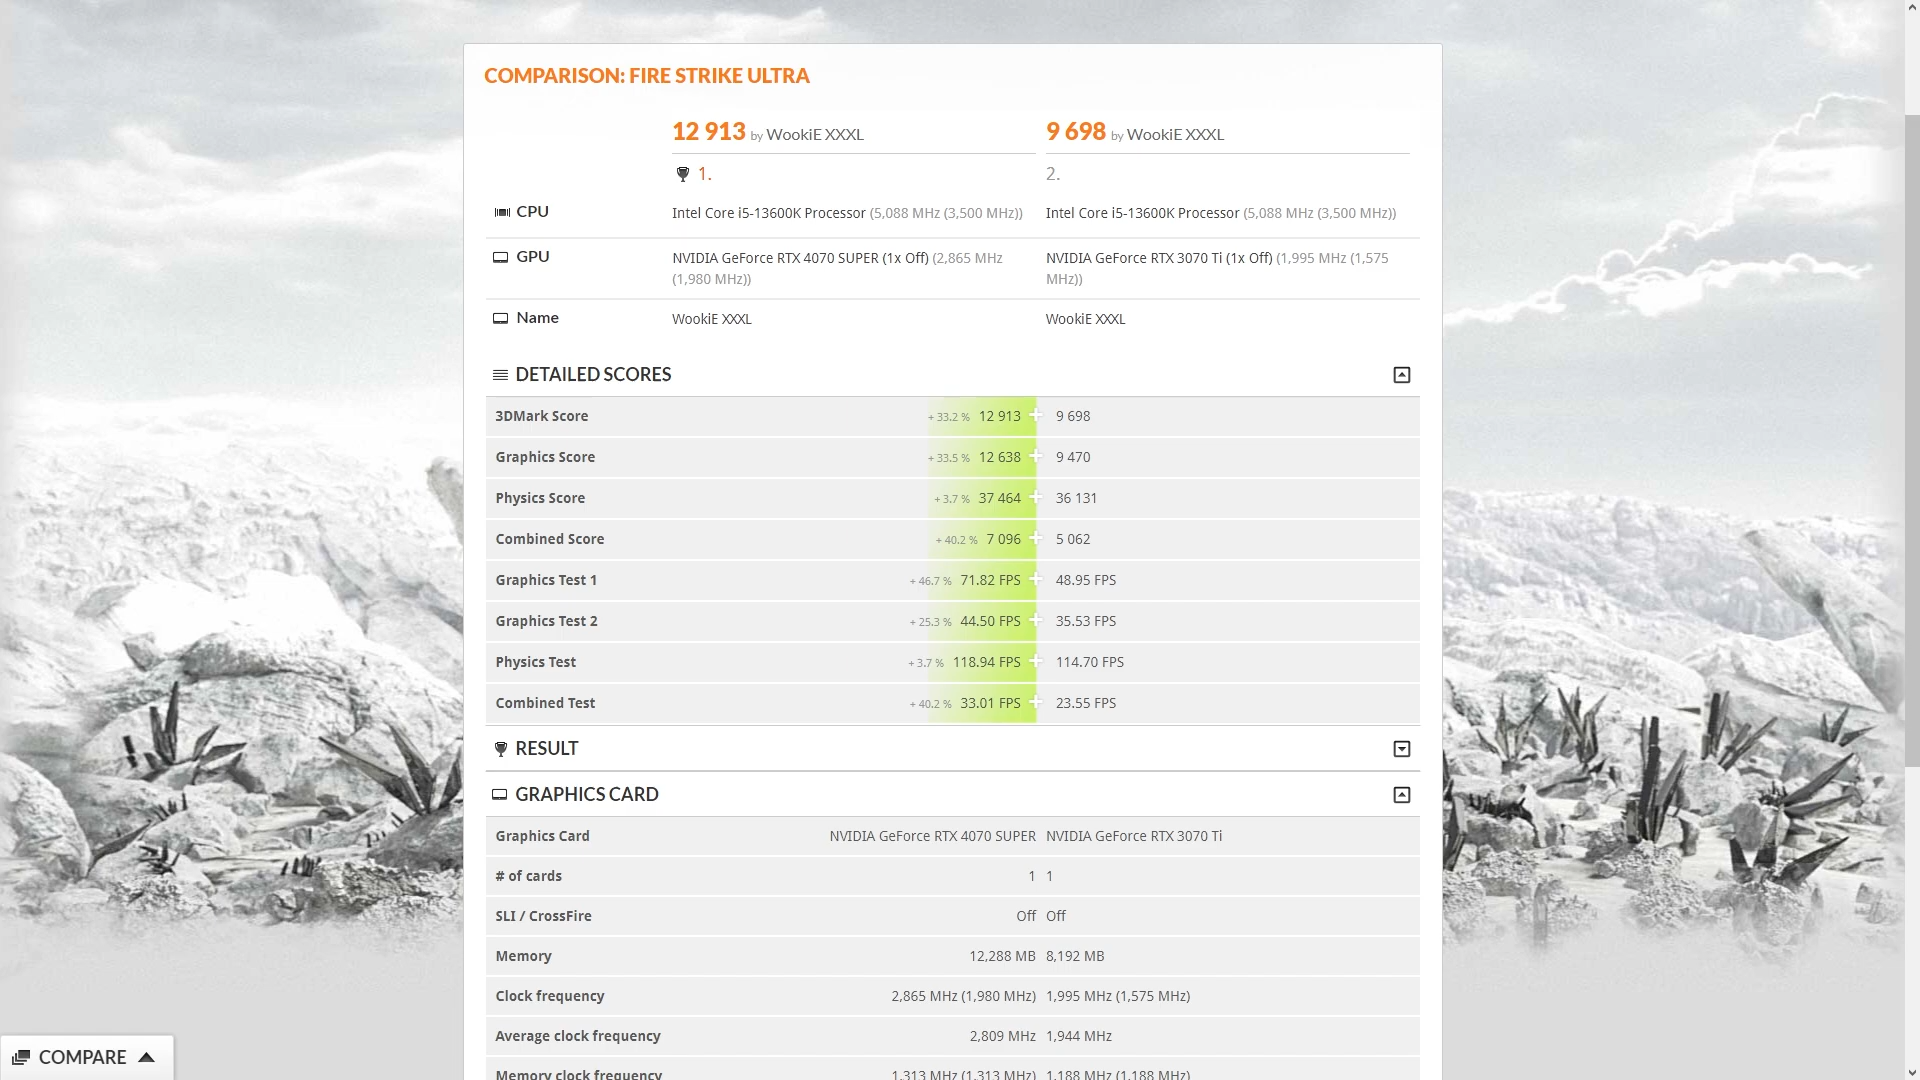 COMPARISON: FIRE STRIKE ULTRA
12 913 by WookiE XXXL 9 698 by WookiE XXXL
1. 2.
CPU Intel Core i5-13600K Processor (5,088 MHz (3,500 MHz)) Intel Core i5-13600K Processor (5,088 MHz (3,500 MHz))
GPU NVIDIA GeForce RTX 4070 SUPER (1x Off) (2,865 MHz NVIDIA GeForce RTX 3070 Ti (1x Off) (1,995 MHz (1,575
(1,980 MHz)) MHz))
Name WookiE XXXL WookiE XXXL
DETAILED SCORES
3DMark Score + 33.2 % 12 913 9 698
Graphics Score + 33.5 % 12 638 9 470
Physics Score + 3.7 % 37 464 36 131
Combined Score + 40.2 % 7 096 5 062
Graphics Test 1 + 46.7 % 71.82 FPS 48.95 FPS
Graphics Test 2 + 25.3 % 44.50 FPS 35.53 FPS
Physics Test + 3.7 % 118.94 FPS 114.70 FPS
Combined Test + 40.2 % 33.01 FPS 23.55 FPS
RESULT
GRAPHICS CARD
Graphics Card NVIDIA GeForce RTX 4070 SUPER NVIDIA GeForce RTX 3070 Ti
# of cards 1 1
SLI / CrossFire Off Off
Memory 12,288 MB 8,192 MB
Clock frequency 2,865 MHz (1,980 MHz) 1,995 MHz (1,575 MHz)
Average clock frequency 2,809 MHz 1,944 MHz
Memory clock frequency 1,313 MHz (1,313 MHz) 1,188 MHz (1,188 MHz)
COMPARE